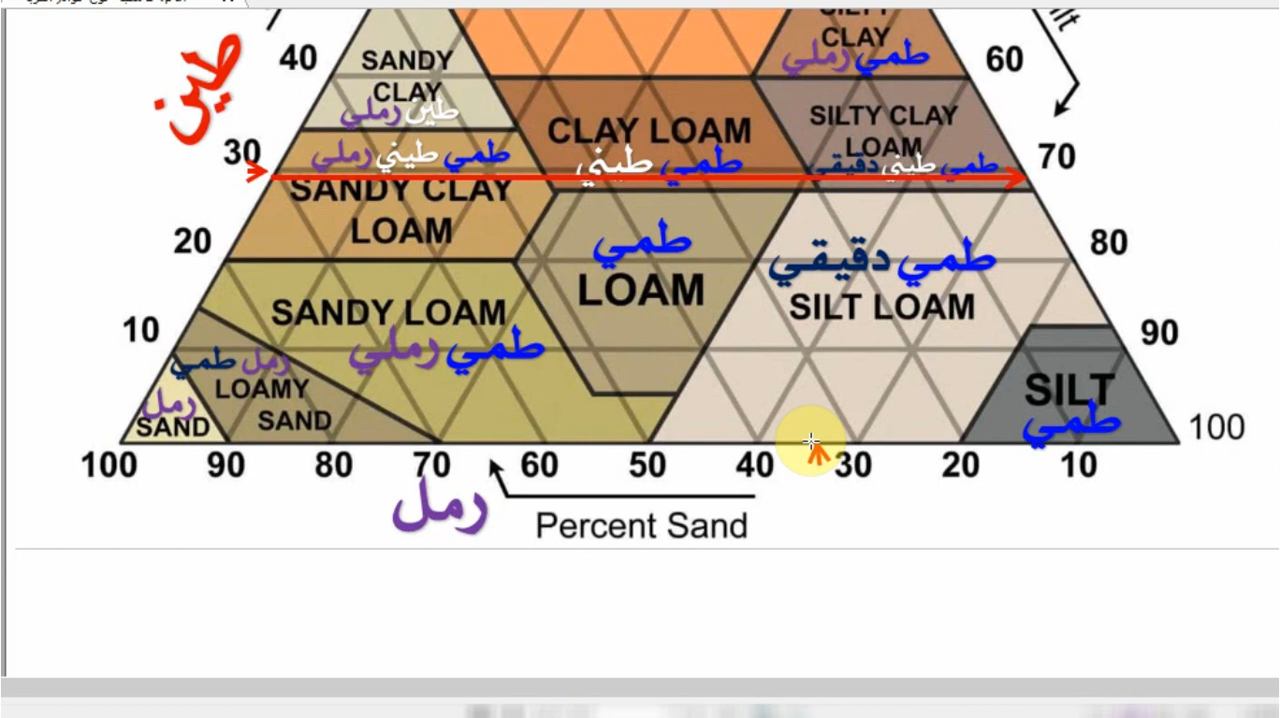 40
SANDY
CLAY
طين رملي
CLAY
طمي رملي
60
طين
30
طمي طيني رملي
SANDY CLAY
LOAM
CLAY LOAM
طمي طيني
SILTY CLAY
LOAM
طمي طيني دقيقي
70
20
طمي
LOAM
طمي دقيقي
SILT LOAM
80
10
SANDY LOAM
طمي رملي
90
رمل طمي
LOAMY
SAND
رمل
SAND
SILT
طمي
100
100 90 80 70 60 50 40 30 20 10
رمل
Percent Sand